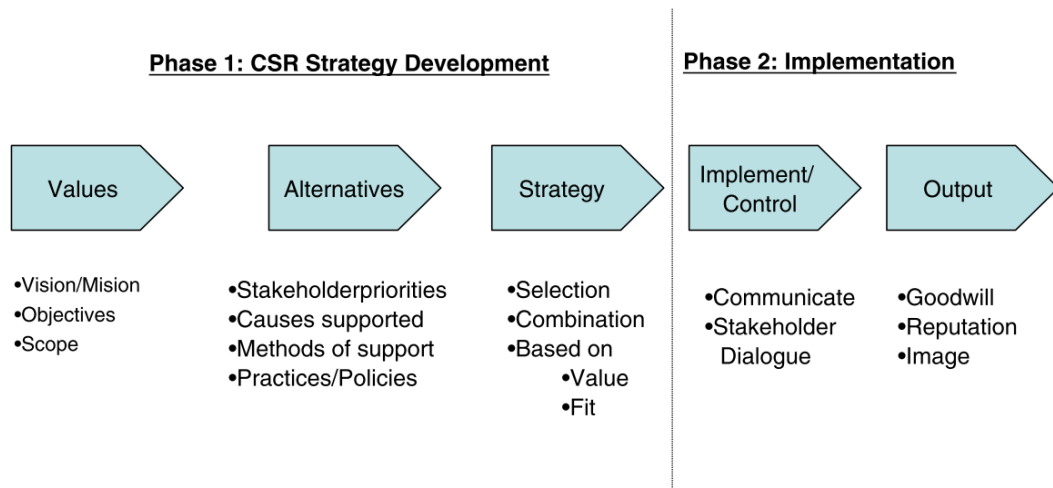 Phase 1: CSR Strategy Development
Phase 2: Implementation
Values
Alternatives
Strategy
Implement/
Control
Output
•Vision/Mision
•Objectives
•Scope
•Stakeholderpriorities
•Causes supported
•Methods of support
•Practices/Policies
•Selection
•Combination
•Based on
•Value
•Fit
•Communicate
•Stakeholder
Dialogue
•Goodwill
•Reputation
•Image